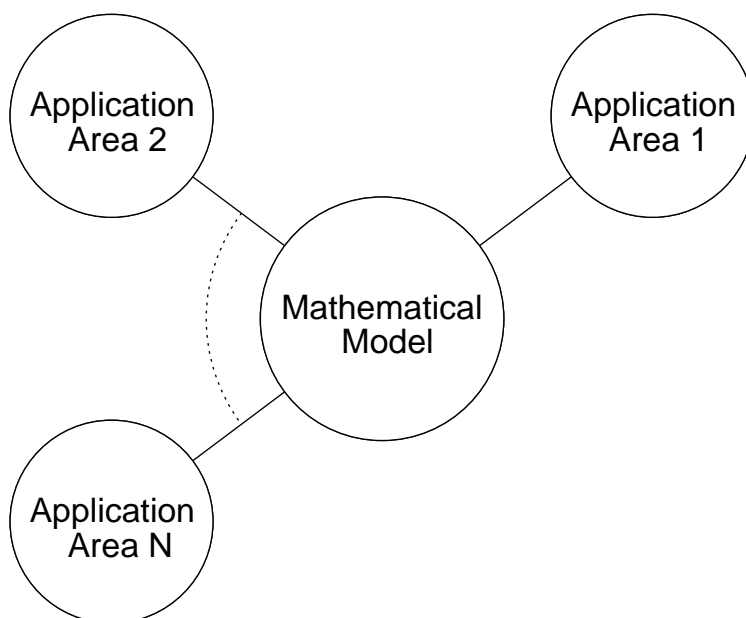 Application
Area 2
Application
Area 1
Mathematical
Model
Application
Area N